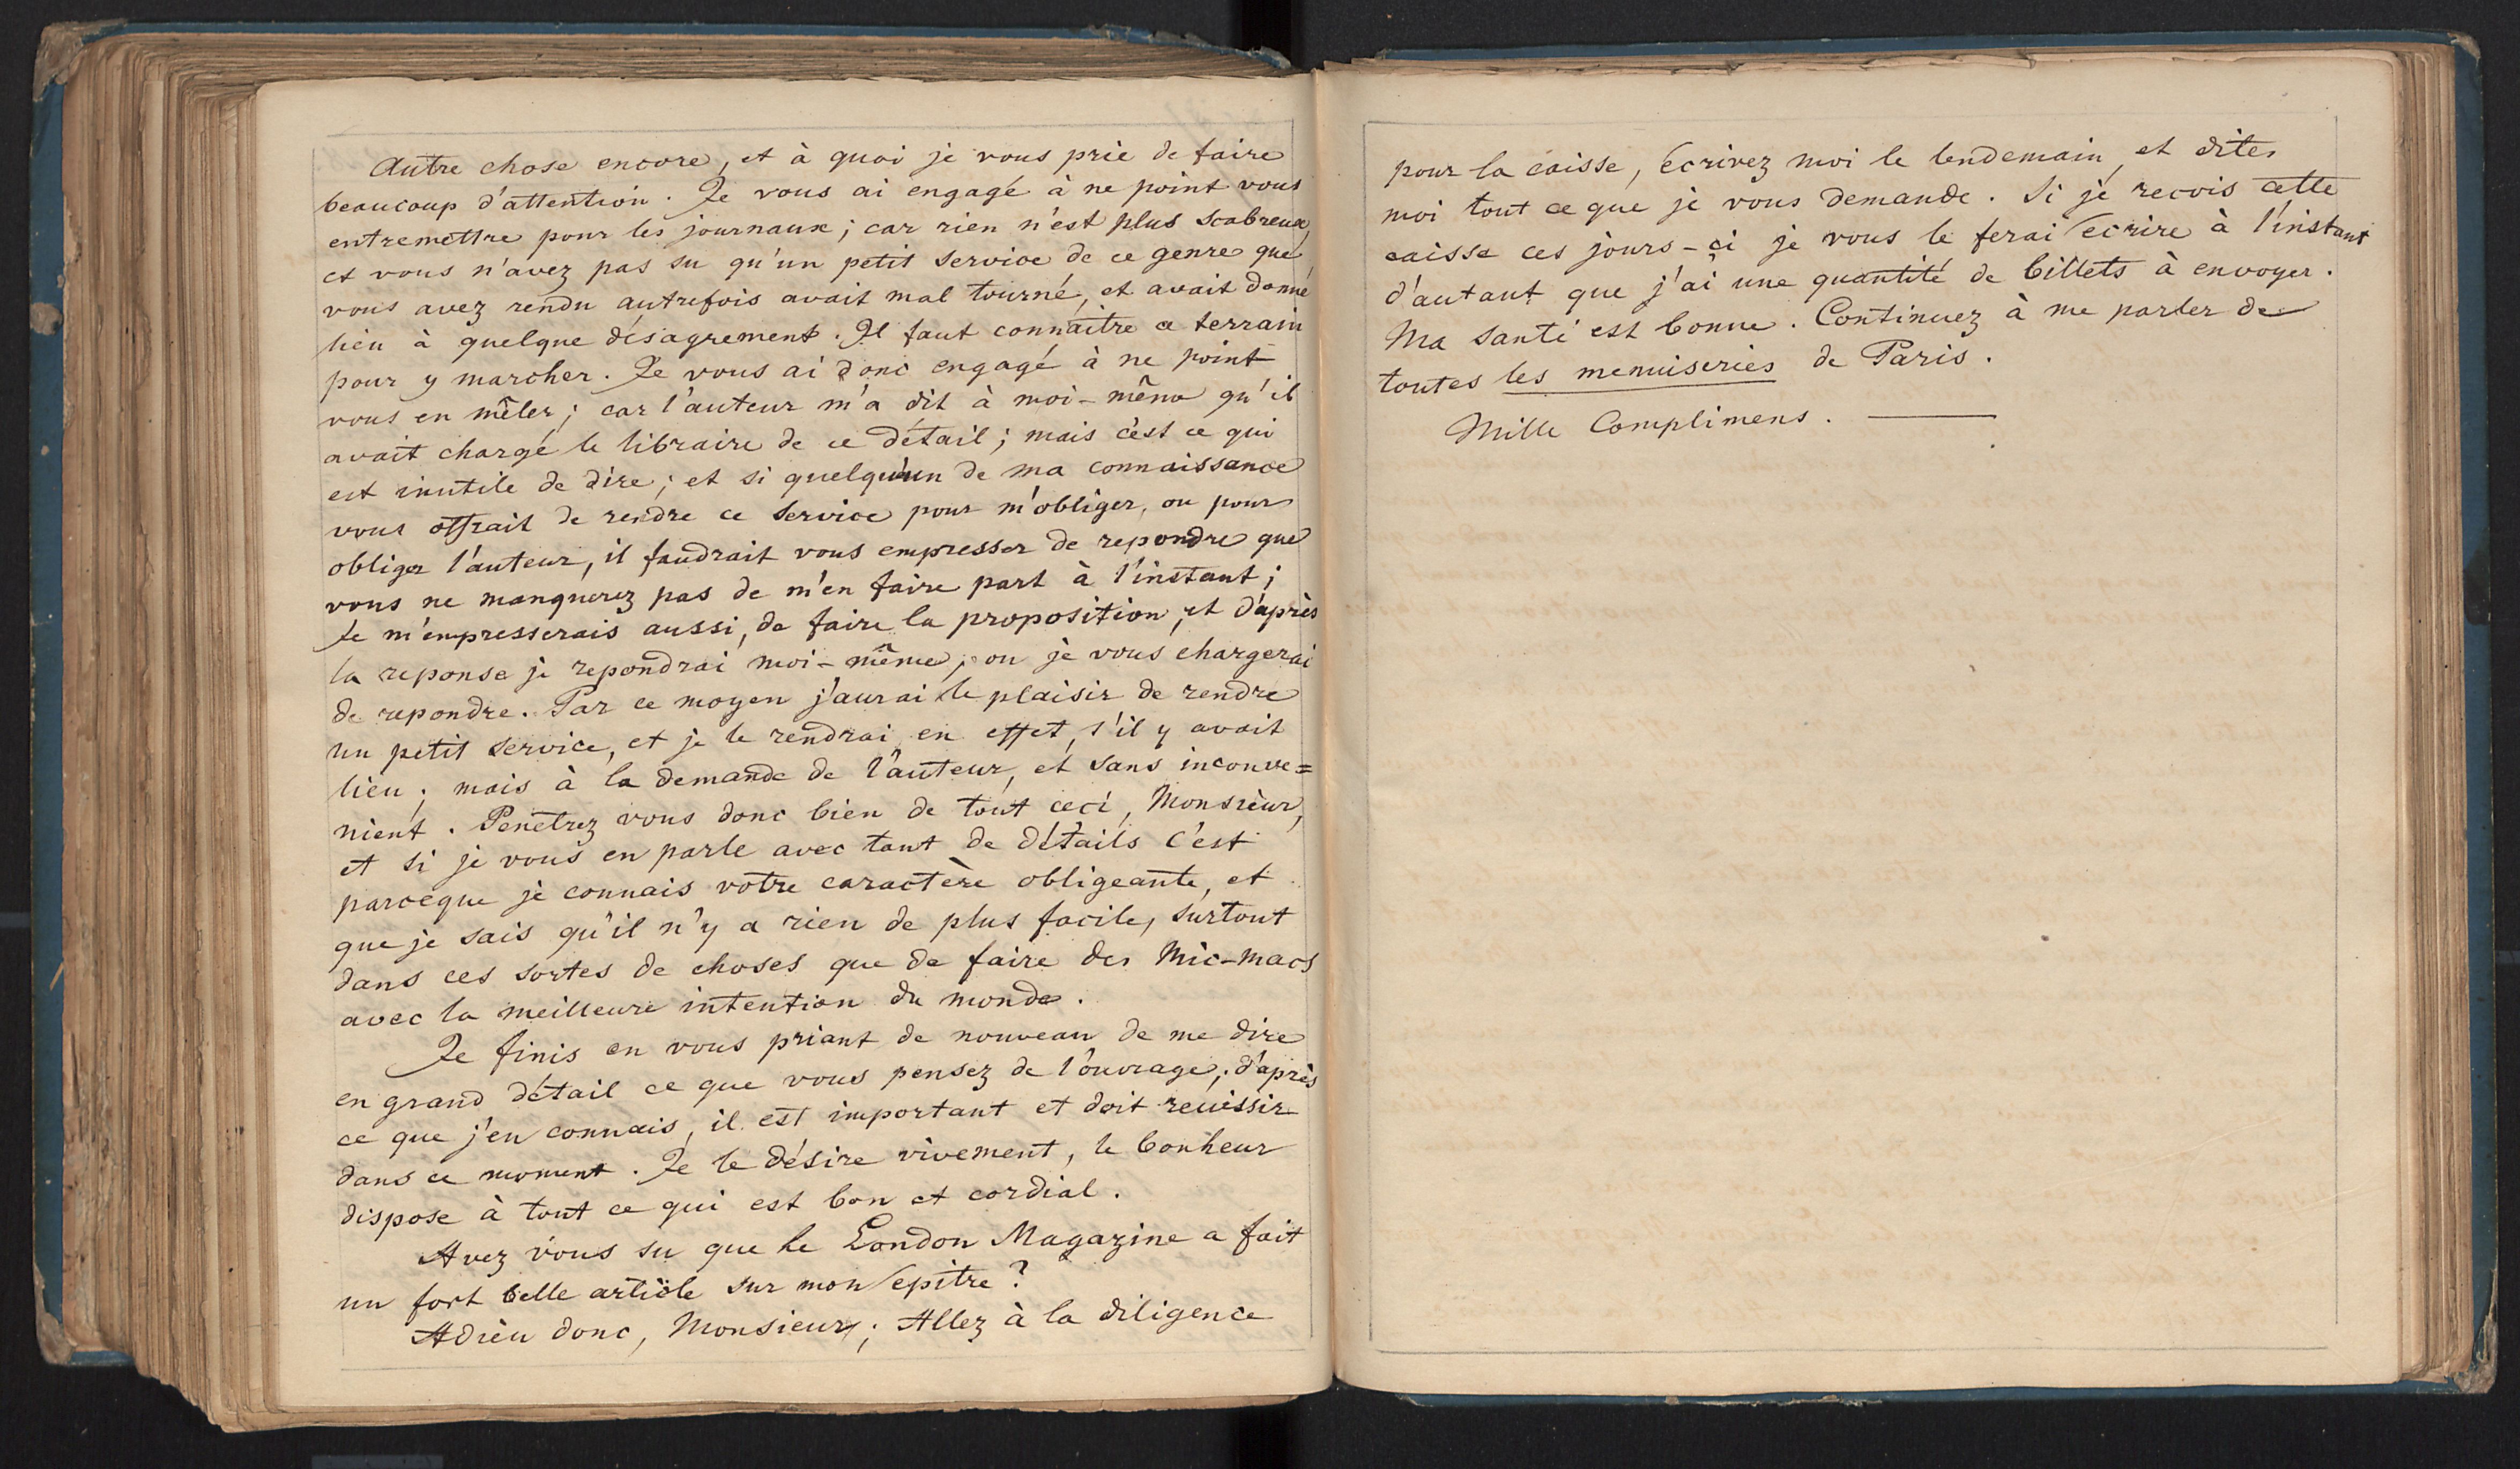 Autre chose encore, et à quoi je vous prie de faire
beaucoup d'attention. Je vous ai engagé à ne point vous
entremettre pour les journaux ; car rien n'est plus scabreux,
et vous n'avez pas su qu'un petit service de ce genre que
vous avez rendu autrefois avait mal tourné, et avait donné
lieu à quelque désagrement. Il faut connaitre ce terrain
pour y marcher. Je vous ai donc engagé à ne point
vous en mêler ; car l'auteur m'a dit à moi-même qu'il
avait chargé le libraire de ce détail ; mais c'est ce qui
est inutile de dire ; et si quelqu'un de ma connaissance
vous offrait de rendre ce service pour m'obliger, ou pour
obliger l'auteur, il faudrait vous empresser de repondre que
vous ne manquerez pas de m'en faire part à l'instant ;
Je m'empresserais aussi, de faire la proposition, et d'après
la reponse je repondrai moi-même, ou je vous chargerai
de repondre. Par ce moyen j'aurai le plaisir de rendre
un petit service, et je le rendrai en effet, s'il y avait
lieu ; mais à la demande de l'auteur, et sans inconve=
nient. Penetrez vous donc bien de tout ceci, Monsieur,
et si je vous en parle avec tant de détails c'est
parceque je connais votre caractère obligeante, et
que je sais qu'il n'y a rien de plus facile, surtout
dans ces sortes de choses que de faire des Mic-macs
avec la meilleure intention du monde.
Je finis en vous priant de nouveau de me dire
en grand détail ce que vous pensez de l'ouvrage ; d'après
ce que j'en connais, il est important et doit reuissir
dans ce moment. Je le désire vivement, le bonheur
dispose à tout ce qui est bon et cordial.
Avez vous su que le London Magazine a fait
un fort belle article sur mon epitre ?
Adieu donc, Monsieur ; Allez à la diligence
pour la caisse, écrivez moi le lendemain, et dites
moi tout ce que je vous demande. Si je recois cette
caisse ces jours-ci je vous le ferai écrire à l'instant
d'autant que j'ai une quantité de billets à envoyer.
Ma santé est bonne. Continuez à me parler de
toutes les menuiseries de Paris.
Mille Complimens. ———